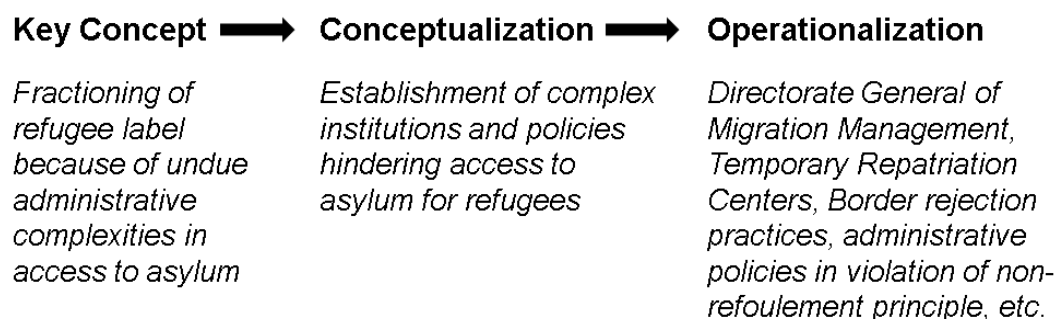 Key Concept
Conceptualization
Operationalization
Fractioning of
refugee label
because of undue
administrative
complexities in
access to asylum
Establishment of complex
institutions and policies
hindering access to
asylum for refugees
Directorate General of
Migration Management,
Temporary Repatriation
Centers, Border rejection
practices, administrative
policies in violation of non-
refoulement principle, etc.